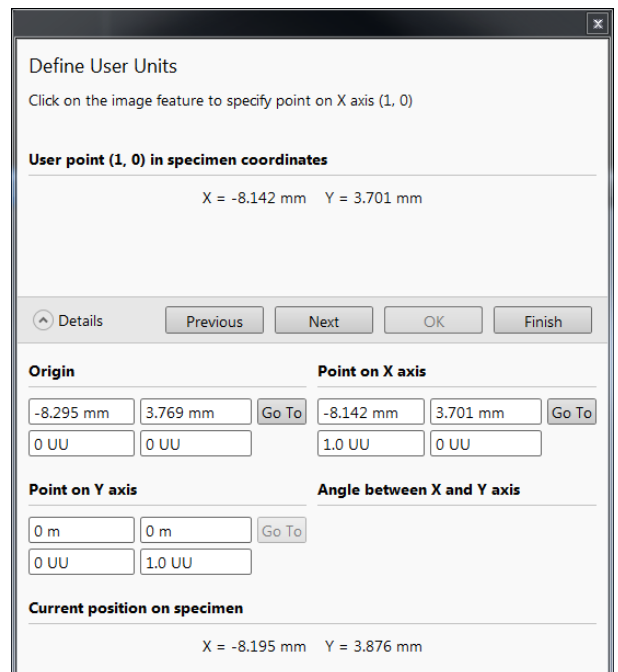 Define User Units
Click on the image feature to specify point on X axis (1, 0)
User point (1, 0) in specimen coordinates
X = -8.142 mm Y = 3.701 mm
Details Previous Next OK Finish
Origin Point on X axis
-8.295 mm 3.769 mm Go To -8.142 mm 3.701 mm Go To
0 UU 0 UU 1.0 UU 0 UU
Point on Y axis Angle between X and Y axis
0 m 0 m Go To
0 UU 1.0 UU
Current position on specimen
X = -8.195 mm Y = 3.876 mm